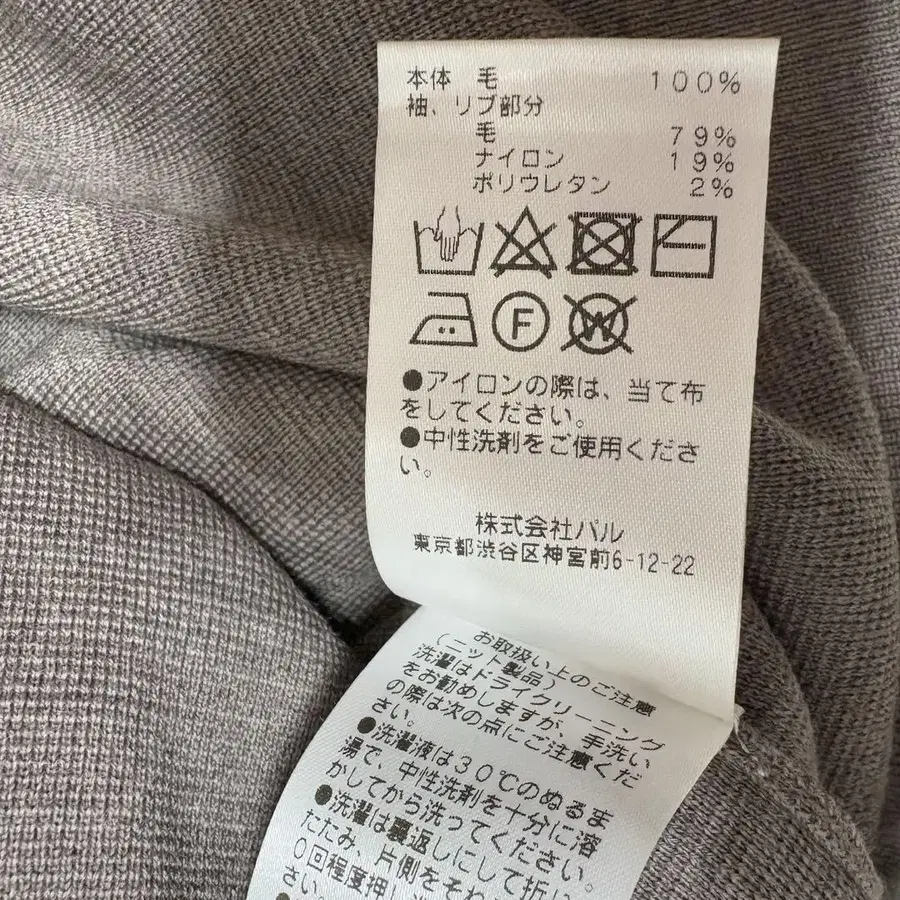 本体 毛 100%
袖、リブ部分
毛 79%
ナイロン 19%
ポリウレタン 2%
F
W
●アイロンの際は、当て布
をしてください。
●中性洗剤をご使用くださ
い。
株式会社パル
東京都渋谷区神宮前6-12-22
お取扱い上のご注意
(ニット製品)
洗濯はドライクリーニング
をお勧めしますが、手洗い
の際は次の点にご注意くだ
さい。
●洗濯液は30℃のぬるま
湯で、中性洗剤を十分に溶
かしてから洗ってください。
●洗濯は裏返しにして折り
たたみ、片側をそれ
0回程度押し
さい